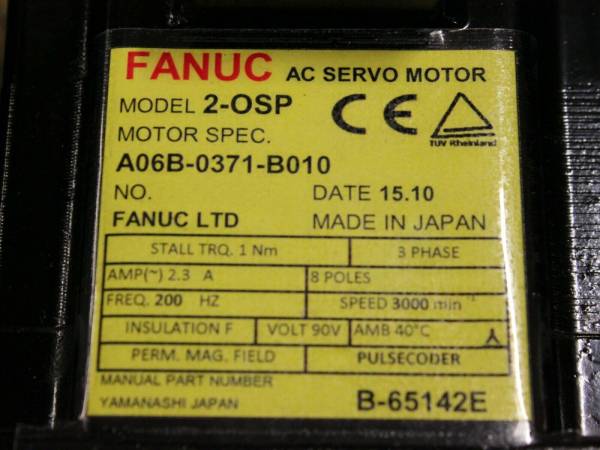 FANUC AC SERVO MOTOR
MODEL 2-OSP
MOTOR SPEC.
TUV Rheinland
A06B-0371-B010
NO. DATE 15.10
FANUC LTD MADE IN JAPAN
STALL TRQ. 1 Nm 3 PHASE
AMP(~) 2.3 A 8 POLES
FREQ. 200 HZ SPEED 3000 min⁻¹
INSULATION F VOLT 90V AMB 40°C
PERM. MAG. FIELD PULSECODER
MANUAL PART NUMBER
YAMANASHI JAPAN B-65142E